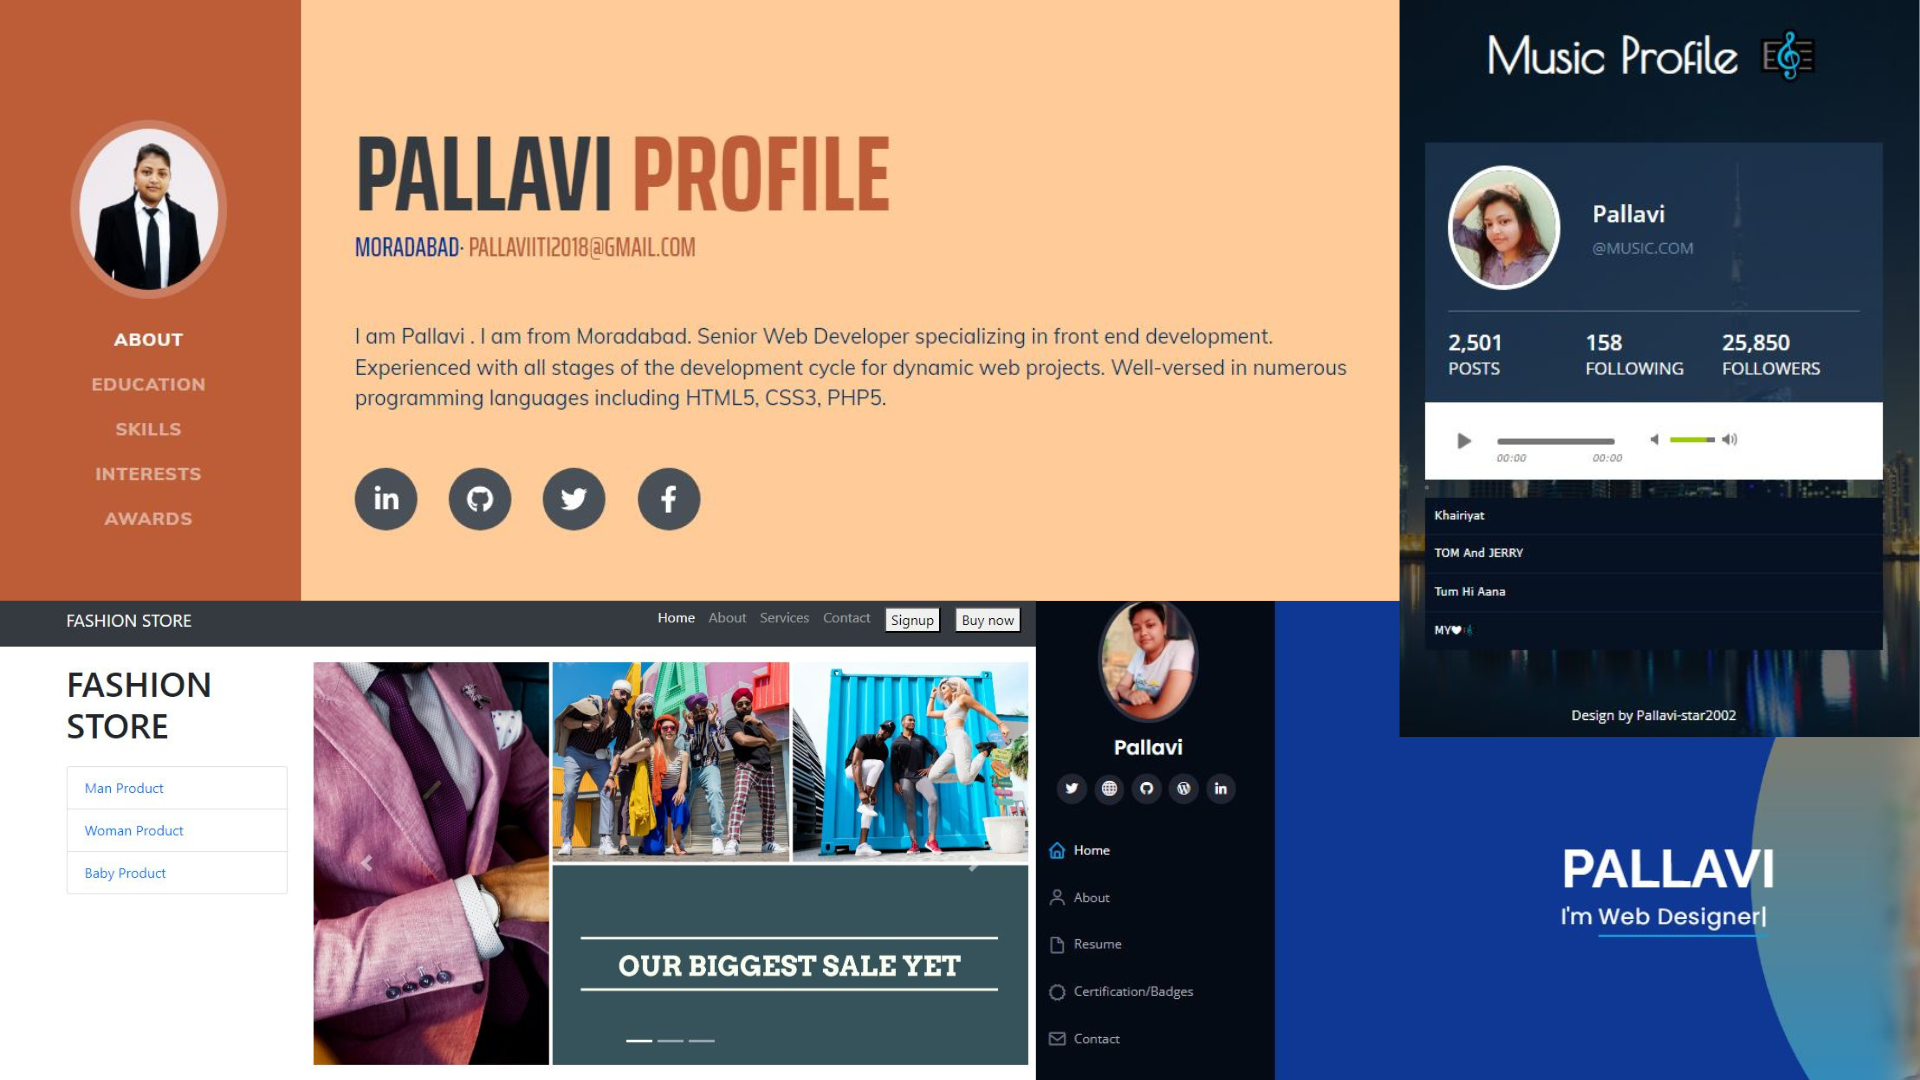 ABOUT
EDUCATION
SKILLS
INTERESTS
AWARDS
PALLAVI PROFILE
MORADABAD· PALLAVIITI2018@GMAIL.COM
I am Pallavi . I am from Moradabad. Senior Web Developer specializing in front end development.
Experienced with all stages of the development cycle for dynamic web projects. Well-versed in numerous
programming languages including HTML5, CSS3, PHP5.
Music Profile
Pallavi
@MUSIC.COM
2,501 158 25,850
POSTS FOLLOWING FOLLOWERS
00:00 00:00
Khairiyat
TOM And JERRY
Tum Hi Aana
MY
Design by Pallavi-star2002
FASHION STORE Home About Services Contact Signup Buy now
FASHION
STORE
Man Product
Woman Product
Baby Product
OUR BIGGEST SALE YET
Pallavi
Home
About
Resume
Certification/Badges
Contact
PALLAVI
I'm Web Designer|